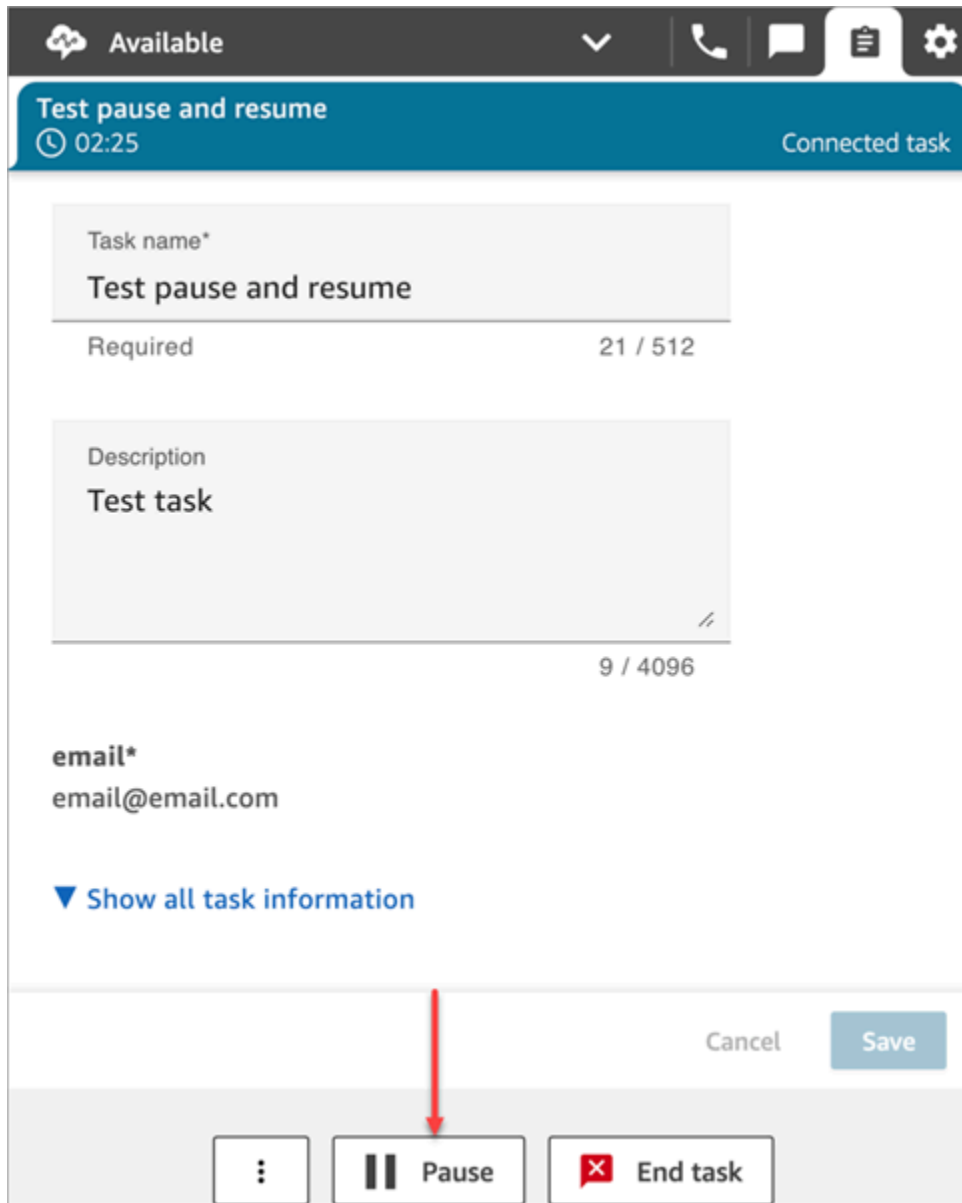 Available
Test pause and resume
02:25 Connected task
Task name*
Test pause and resume
Required 21 / 512
Description
Test task
9 / 4096
email*
email@email.com
Show all task information
Cancel Save
Pause End task